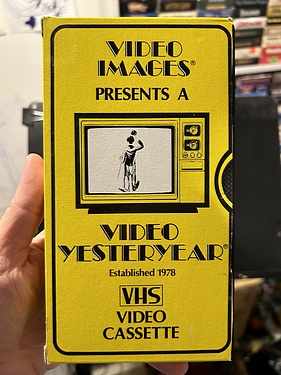 VIDEO
IMAGES®
PRESENTS A
VIDEO
YESTERYEAR®
Established 1978
VHS
VIDEO
CASSETTE